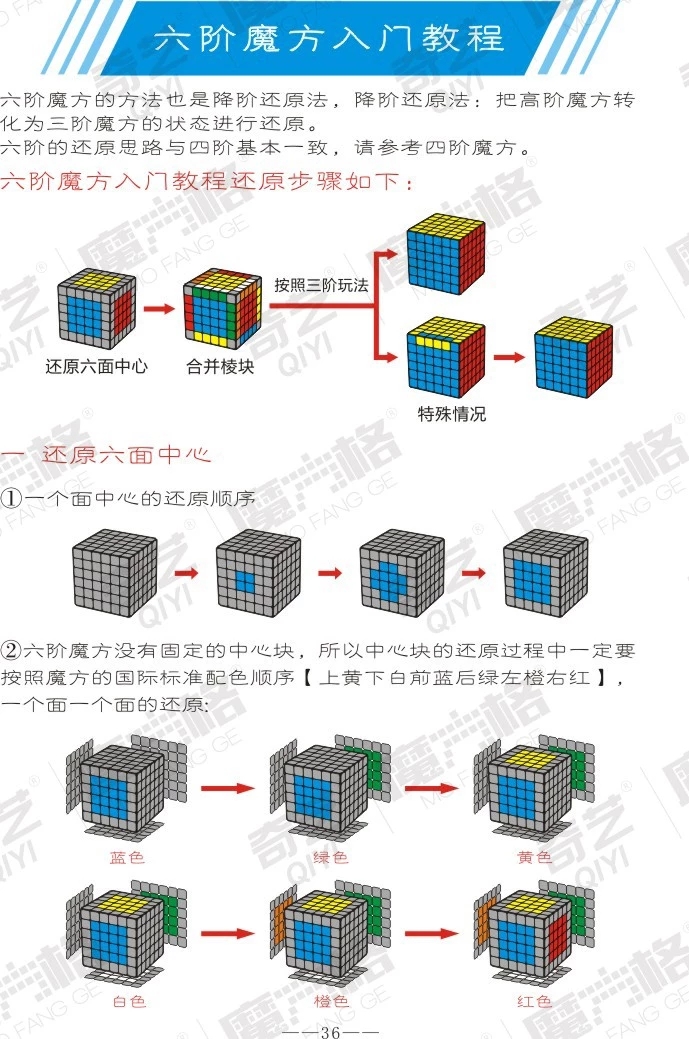 六阶魔方入门教程
六阶魔方的方法也是降阶还原法，降阶还原法：把高阶魔方转
化为三阶魔方的状态进行还原。
六阶的还原思路与四阶基本一致，请参考四阶魔方。
六阶魔方入门教程还原步骤如下：
按照三阶玩法
还原六面中心
合并棱块
特殊情况
一 还原六面中心
①一个面中心的还原顺序
②六阶魔方没有固定的中心块，所以中心块的还原过程中一定要
按照魔方的国际标准配色顺序【上黄下白前蓝后绿左橙右红】，
一个面一个面的还原:
蓝色
绿色
黄色
白色
橙色
红色
——36——
奇艺
QIYI
魔方格
MO FANG GE